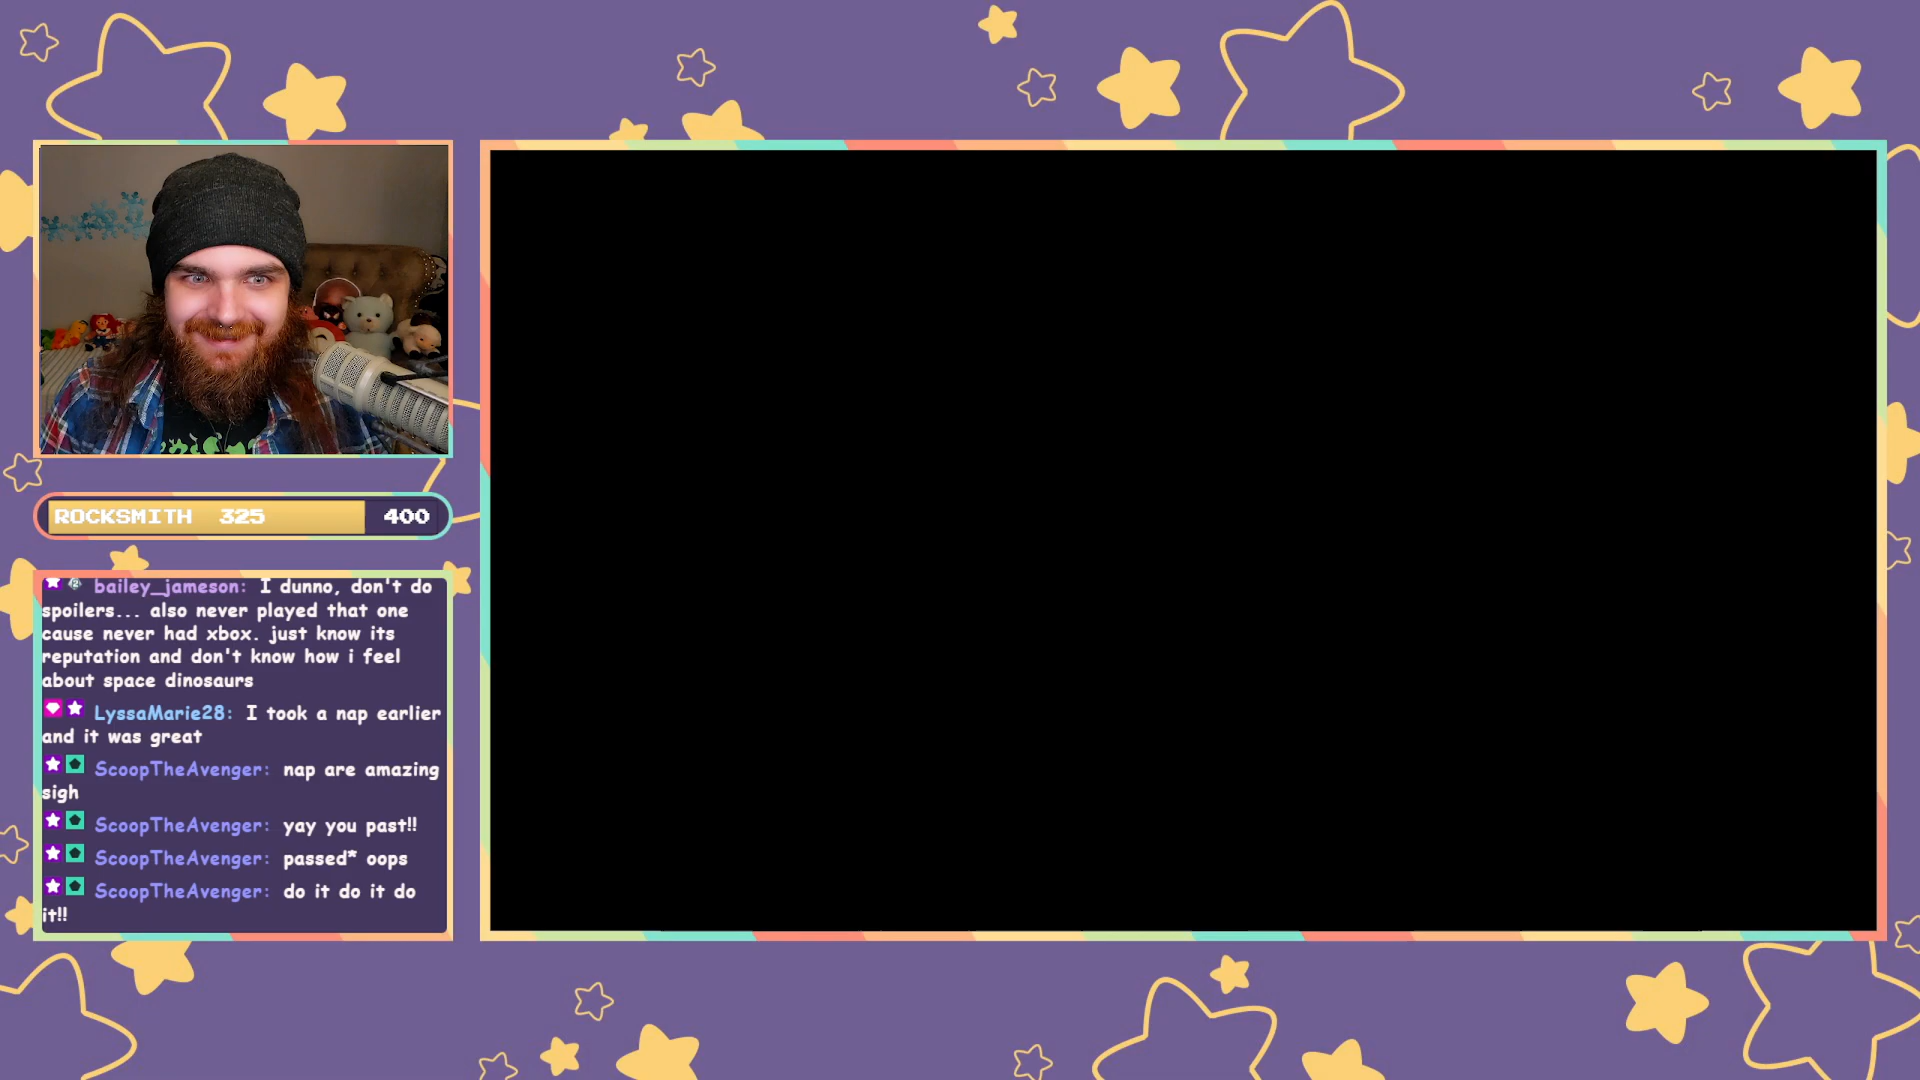 ROCKSMITH 325 400
bailey_jameson: I dunno, don't do
spoilers... also never played that one
cause never had xbox. just know its
reputation and don't know how i feel
about space dinosaurs
LyssaMarie28: I took a nap earlier
and it was great
ScoopTheAvenger: nap are amazing
sigh
ScoopTheAvenger: yay you past!!
ScoopTheAvenger: passed* oops
ScoopTheAvenger: do it do it do
it!!